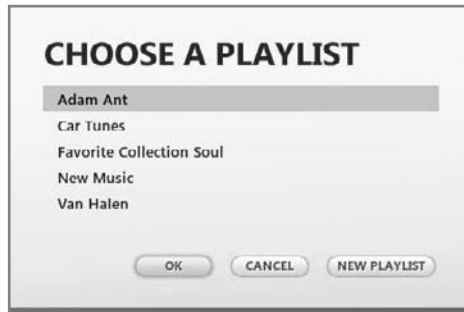 CHOOSE A PLAYLIST
Adam Ant
Car Tunes
Favorite Collection Soul
New Music
Van Halen
OK CANCEL NEW PLAYLIST